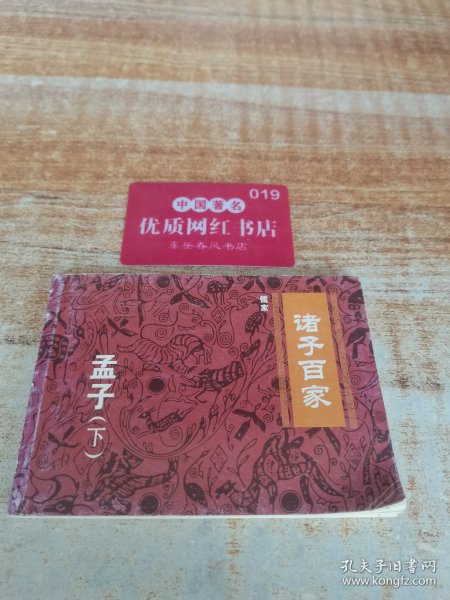 019
中国著名
优质网红书店
东岳春风书店
儒家
诸子百家
孟子(下)
孔夫子旧书网
www.kongfz.com